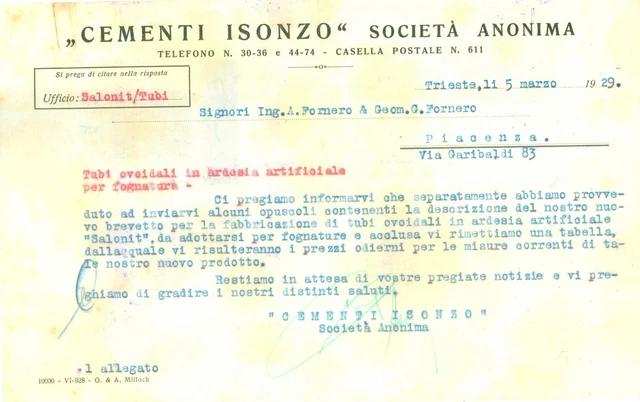 „CEMENTI ISONZO“ SOCIETÀ ANONIMA
TELEFONO N. 30-36 e 44-74 - CASELLA POSTALE N. 611
Si prega di citare nella risposta
Ufficio: Salonit/Tubi
Trieste, li 5 marzo 1929.
Signori Ing.A.Fornero & Geom.G.Fornero
Piacenza.
Via Garibaldi 83
Tubi ovoidali in ardesia artificiale
per fognatura -
Ci pregiamo informarvi che separatamente abbiamo provve-
duto ad inviarvi alcuni opuscoli contenenti la descrizione del nostro nuo-
vo brevetto per la fabbricazione di tubi ovoidali in ardesia artificiale
"Salonit", da adottarsi per fognature e acclusa vi rimettiamo una tabella,
dalla quale vi risulteranno i prezzi odierni per le misure correnti di ta-
le nostro nuovo prodotto.
Restiamo in attesa di vostre pregiate notizie e vi pre-
ghiamo di gradire i nostri distinti saluti.
"CEMENTI ISONZO"
Società Anonima
1 allegato
10000 - VI-928 - O. & A. Milloch